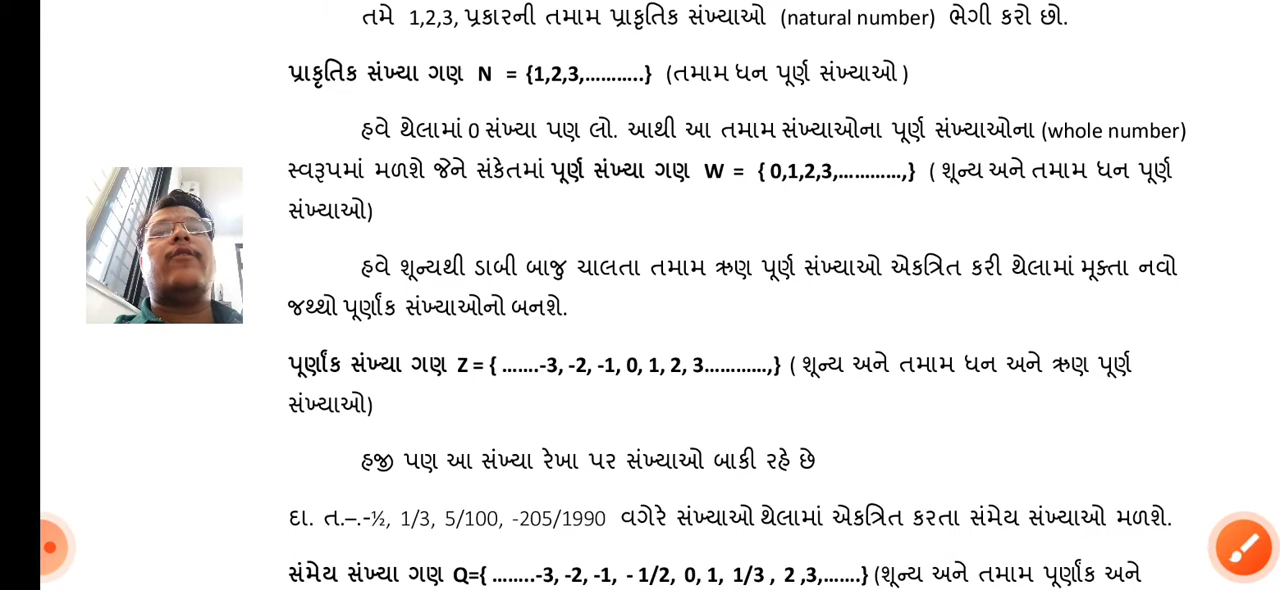 તમે 1,2,3, પ્રકારની તમામ પ્રાકૃતિક સંખ્યાઓ (natural number) ભેગી કરો છો.
પ્રાકૃતિક સંખ્યા ગણ N = {1,2,3,...........} (તમામ ધન પૂર્ણ સંખ્યાઓ )
હવે થેલામાં 0 સંખ્યા પણ લો. આથી આ તમામ સંખ્યાઓના પૂર્ણ સંખ્યાઓના (whole number)
સ્વરૂપમાં મળશે જેને સંકેતમાં પૂર્ણ સંખ્યા ગણ W = { 0,1,2,3,............,} ( શૂન્ય અને તમામ ધન પૂર્ણ
સંખ્યાઓ)
હવે શૂન્યથી ડાબી બાજુ ચાલતા તમામ ઋણ પૂર્ણ સંખ્યાઓ એકત્રિત કરી થેલામાં મૂક્તા નવો
જથ્થો પૂર્ણાંક સંખ્યાઓનો બનશે.
પૂર્ણાંક સંખ્યા ગણ Z = { .......-3, -2, -1, 0, 1, 2, 3............,} ( શૂન્ય અને તમામ ધન અને ઋણ પૂર્ણ
સંખ્યાઓ)
હજી પણ આ સંખ્યા રેખા પર સંખ્યાઓ બાકી રહે છે
દા. ત.–.-½, 1/3, 5/100, -205/1990 વગેરે સંખ્યાઓ થેલામાં એકત્રિત કરતા સંમેય સંખ્યાઓ મળશે.
સંમેય સંખ્યા ગણ Q={ ........-3, -2, -1, - 1/2, 0, 1, 1/3 , 2 ,3,.......} (શૂન્ય અને તમામ પૂર્ણાંક અને